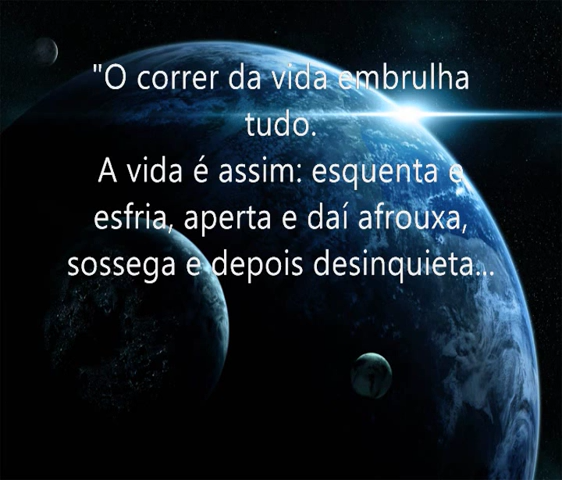 "O correr da vida embrulha
tudo.
A vida é assim: esquenta e
esfria, aperta e daí afrouxa,
sossega e depois desinquieta...